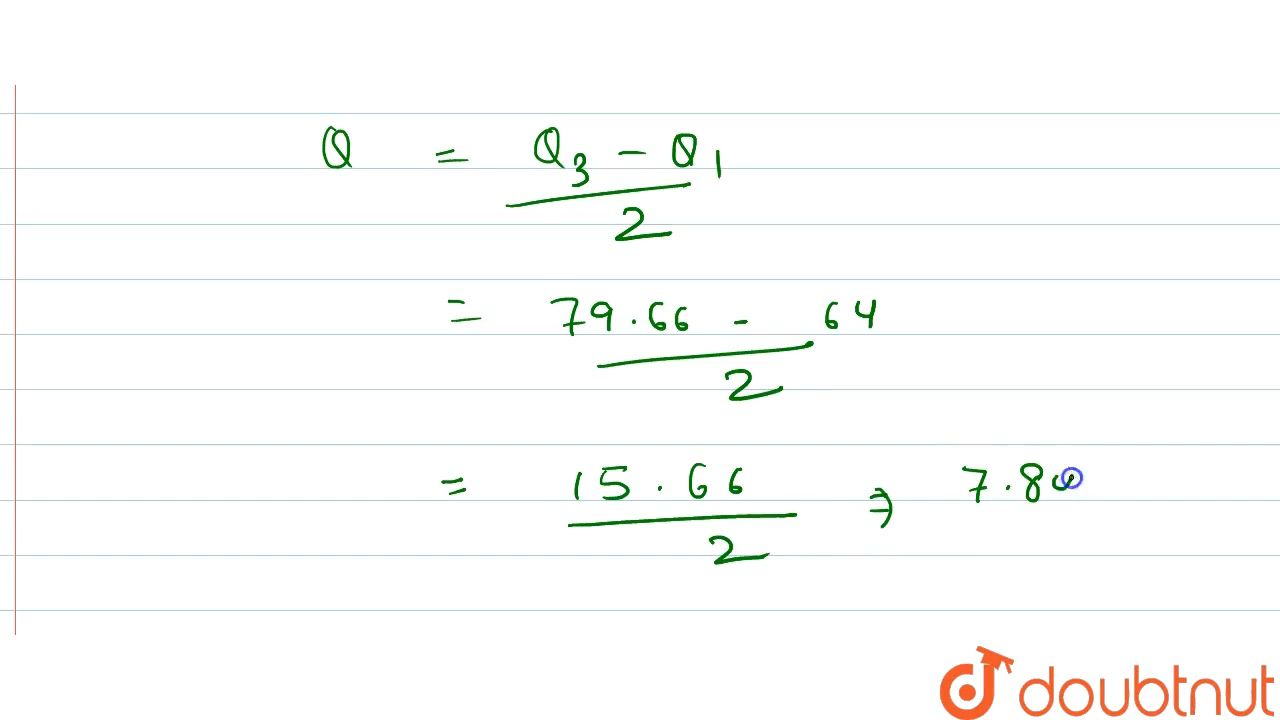 Q = Q3 - Q1
2
= 79.66 - 64
2
= 15.66 ⇒ 7.8
2
doubtnut